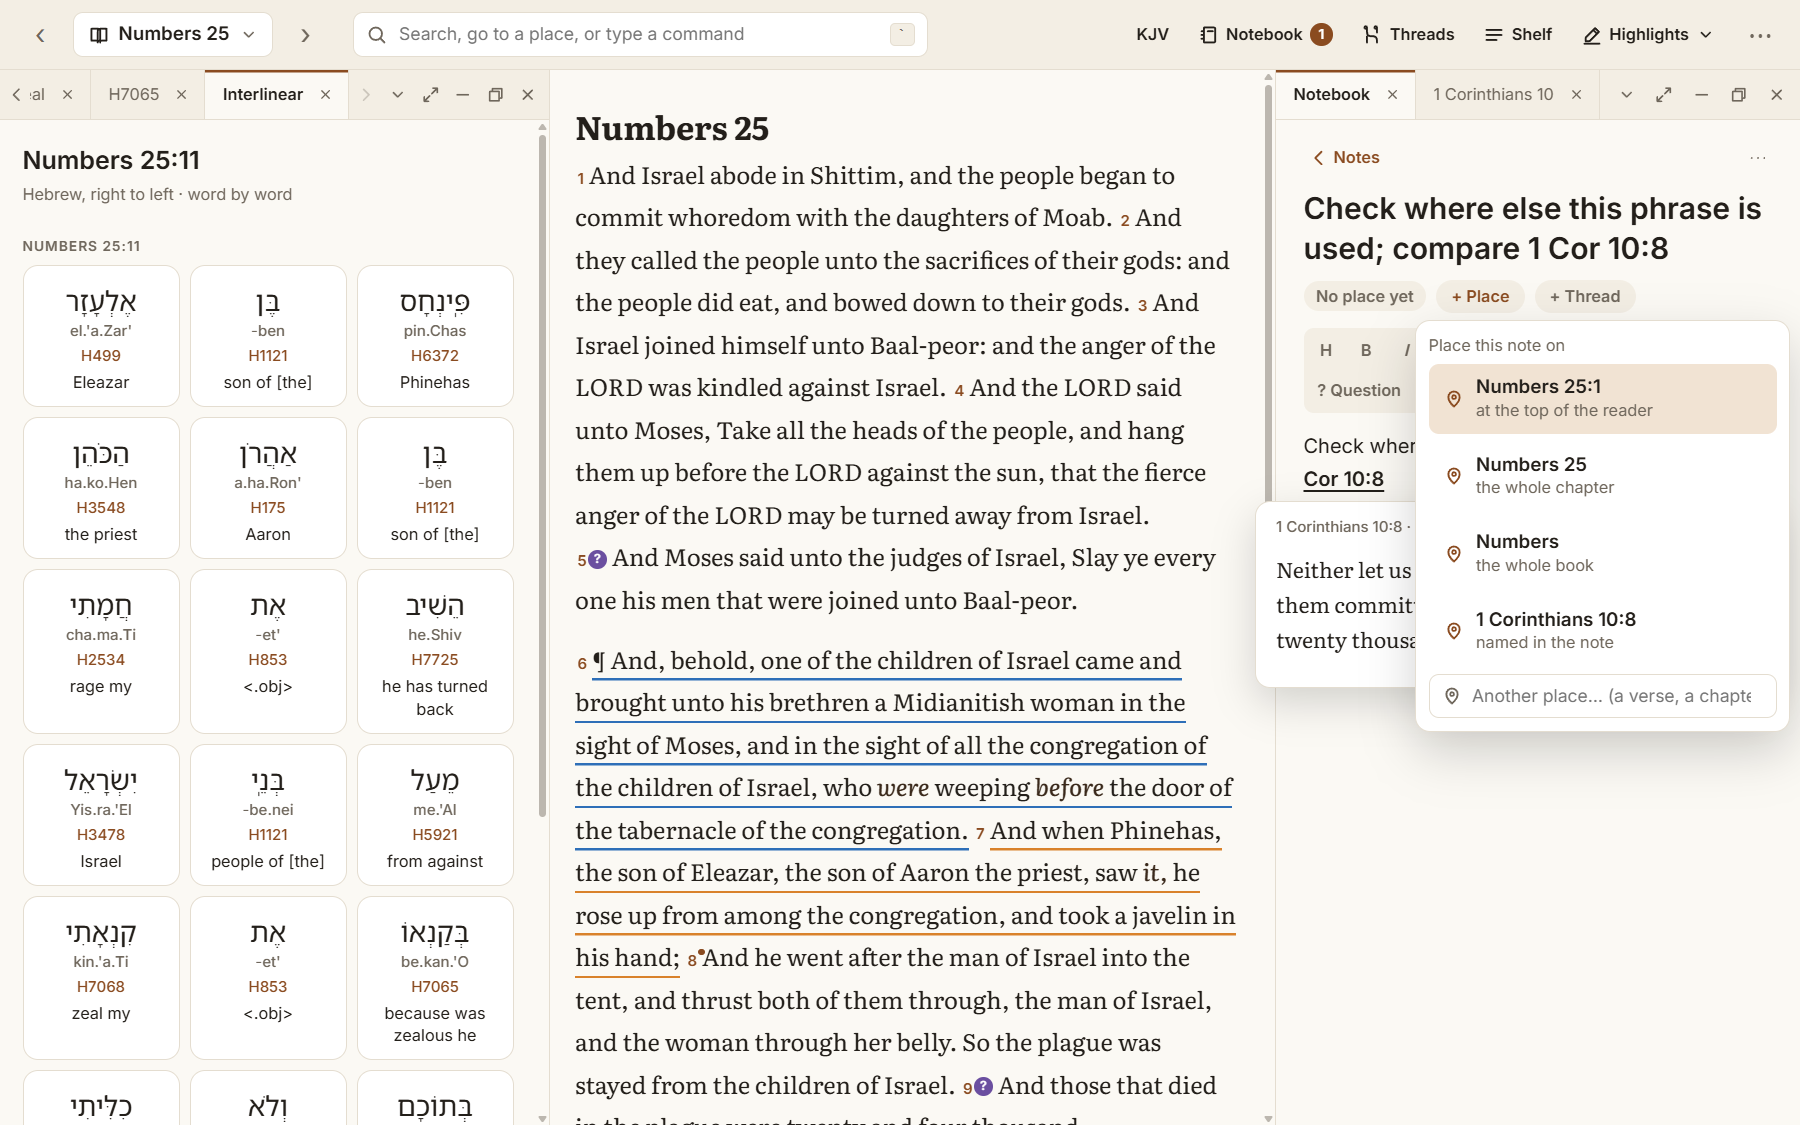 Numbers 25
Search, go to a place, or type a command
`
KJV
Notebook 1
Threads
Shelf
Highlights
eal
H7065
Interlinear
Numbers 25:11
Hebrew, right to left · word by word
NUMBERS 25:11
אֶלְעָזָר
el.'a.Zar'
H499
Eleazar
בֶּן
-ben
H1121
son of [the]
פִּֽינְחָס
pin.Chas
H6372
Phinehas
הַכֹּהֵן
ha.ko.Hen
H3548
the priest
אַהֲרֹן
a.ha.Ron'
H175
Aaron
בֶּן
-ben
H1121
son of [the]
חֲמָתִי
cha.ma.Ti
H2534
rage my
אֶת
-et'
H853
<.obj>
הֵשִׁיב
he.Shiv
H7725
he has turned
back
יִשְׂרָאֵל
Yis.ra.'El
H3478
Israel
בְּנֵֽי
-be.nei
H1121
people of [the]
מֵעַל
me.'Al
H5921
from against
קִנְאָתִי
kin.'a.Ti
H7068
zeal my
אֶת
-et'
H853
<.obj>
בְּקַנְאוֹ
be.kan.'O
H7065
because was
zealous he
כִלִּיתִי
וְלֹא
בְּתוֹכָם
Numbers 25
1 And Israel abode in Shittim, and the people began to
commit whoredom with the daughters of Moab. 2 And
they called the people unto the sacrifices of their gods: and
the people did eat, and bowed down to their gods. 3 And
Israel joined himself unto Baal-peor: and the anger of the
LORD was kindled against Israel. 4 And the LORD said
unto Moses, Take all the heads of the people, and hang
them up before the LORD against the sun, that the fierce
anger of the LORD may be turned away from Israel.
5 ? And Moses said unto the judges of Israel, Slay ye every
one his men that were joined unto Baal-peor.
6 ¶ And, behold, one of the children of Israel came and
brought unto his brethren a Midianitish woman in the
sight of Moses, and in the sight of all the congregation of
the children of Israel, who were weeping before the door of
the tabernacle of the congregation. 7 And when Phinehas,
the son of Eleazar, the son of Aaron the priest, saw it, he
rose up from among the congregation, and took a javelin in
his hand; 8 And he went after the man of Israel into the
tent, and thrust both of them through, the man of Israel,
and the woman through her belly. So the plague was
stayed from the children of Israel. 9 ? And those that died
in the plague were twenty and four thousand.
Notebook
1 Corinthians 10
Notes
Check where else this phrase is
used; compare 1 Cor 10:8
No place yet
+ Place
+ Thread
H B I
? Question
Check wher
Cor 10:8
1 Corinthians 10:8 ·
Neither let us
them commit
twenty thousa
Place this note on
Numbers 25:1
at the top of the reader
Numbers 25
the whole chapter
Numbers
the whole book
1 Corinthians 10:8
named in the note
Another place... (a verse, a chapte